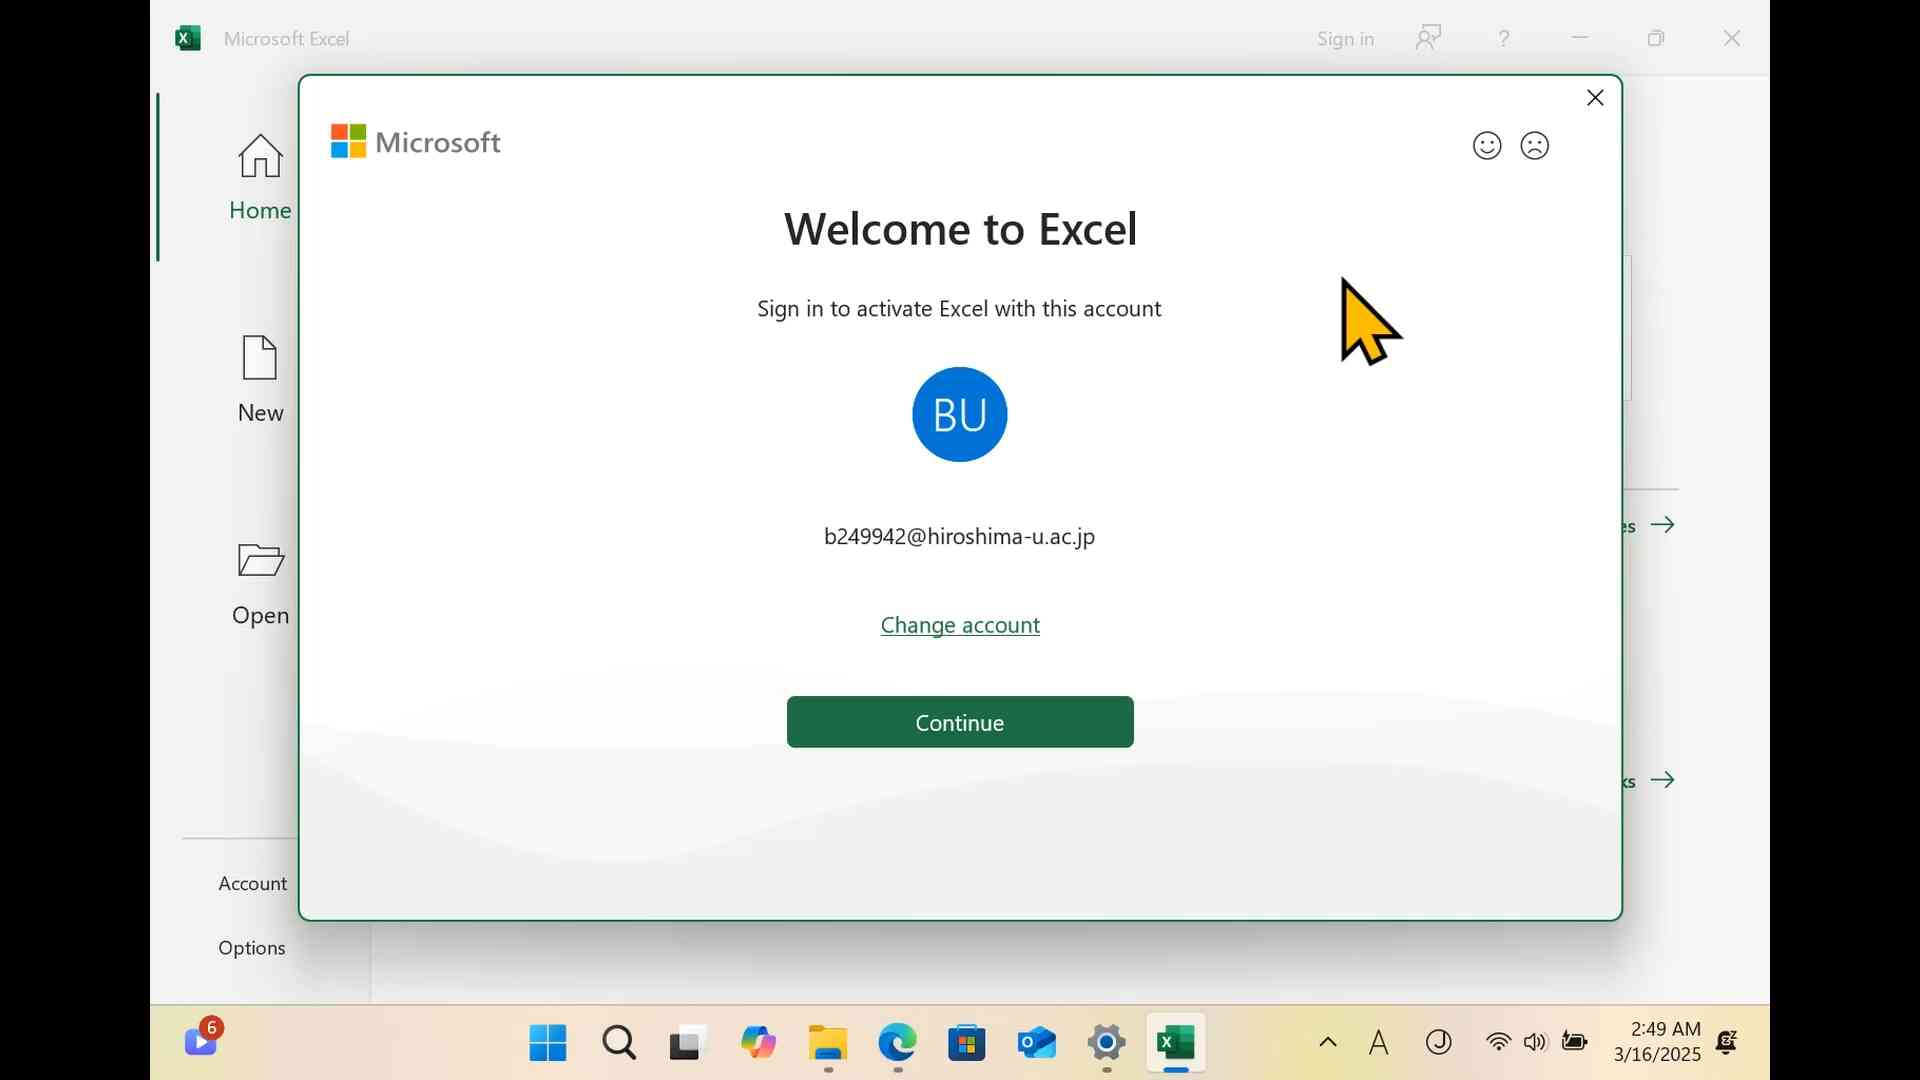 Microsoft Excel
Sign in
?
Microsoft
Home
Welcome to Excel
Sign in to activate Excel with this account
BU
New
b249942@hiroshima-u.ac.jp
es
Open
Change account
Continue
ks
Account
Options
6
A
J
2:49 AM
3/16/2025